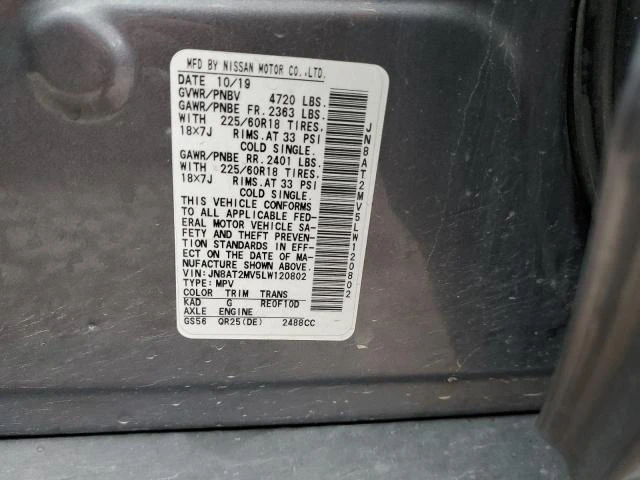 MFD BY NISSAN MOTOR CO.,LTD.
DATE 10/19
GVWR/PNBV 4720 LBS.
GAWR/PNBE FR. 2363 LBS.
WITH 225/60R18 TIRES,
18×7J RIMS,AT 33 PSI
COLD SINGLE.
GAWR/PNBE RR. 2401 LBS.
WITH 225/60R18 TIRES,
18×7J RIMS,AT 33 PSI
COLD SINGLE.
THIS VEHICLE CONFORMS
TO ALL APPLICABLE FED-
ERAL MOTOR VEHICLE SA-
FETY AND THEFT PREVEN-
TION STANDARDS IN EFF-
ECT ON THE DATE OF MA-
NUFACTURE SHOWN ABOVE.
VIN:JN8AT2MV5LW120802
TYPE:MPV
COLOR TRIM TRANS
KAD G RE0F10D
AXLE ENGINE
GS56 QR25(DE) 2488CC
JN8AT2MV5LW120802